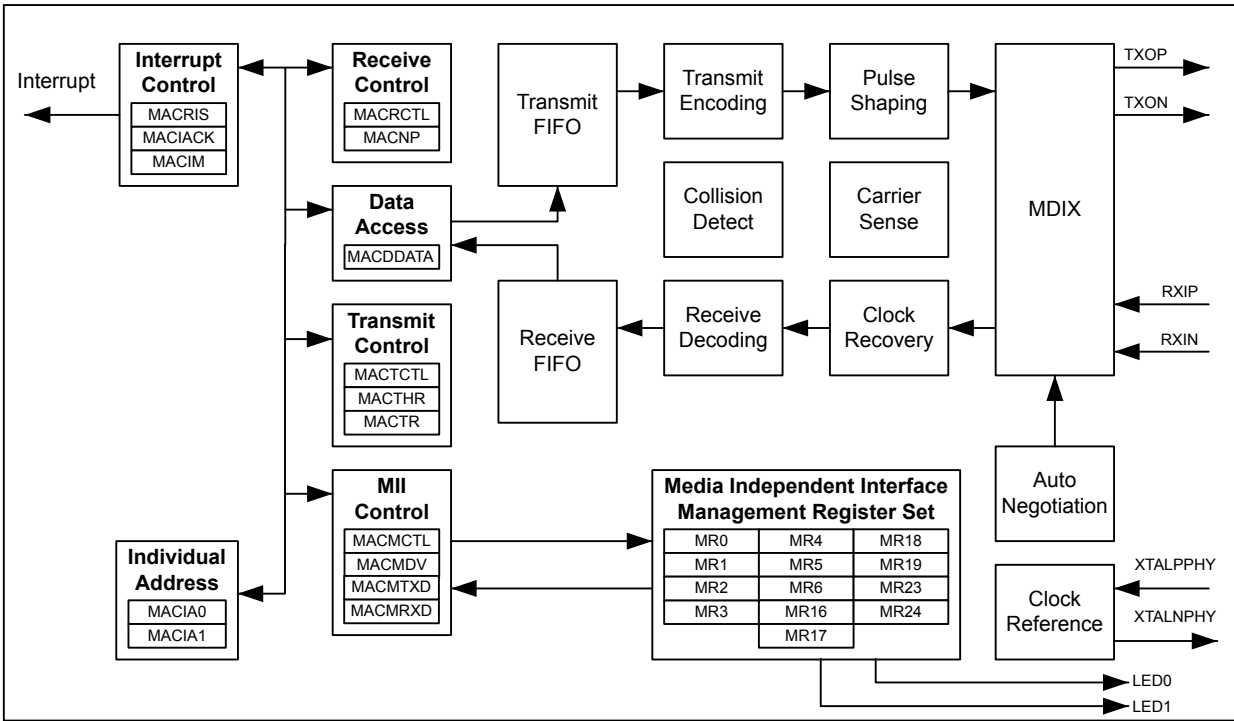 Interrupt
Interrupt
Control
MACRIS
MACIACK
MACIM
Receive
Control
MACRCTL
MACNP
Data
Access
MACDDATA
Transmit
Control
MACTCTL
MACTHR
MACTR
MII
Control
MACMCTL
MACMDV
MACMTXD
MACMRXD
Individual
Address
MACIA0
MACIA1
Transmit
FIFO
Receive
FIFO
Transmit
Encoding
Pulse
Shaping
Collision
Detect
Carrier
Sense
Receive
Decoding
Clock
Recovery
MDIX
TXOP
TXON
RXIP
RXIN
Auto
Negotiation
Media Independent Interface
Management Register Set
MR0 MR4 MR18
MR1 MR5 MR19
MR2 MR6 MR23
MR3 MR16 MR24
MR17
Clock
Reference
XTALPPHY
XTALNPHY
LED0
LED1